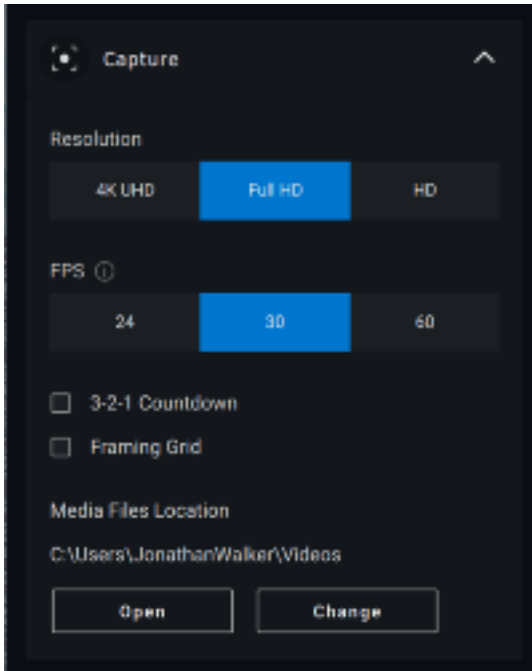 Capture
Resolution
4K UHD Full HD HD
FPS
24 30 60
3-2-1 Countdown
Framing Grid
Media Files Location
C:\Users\JonathanWalker\Videos
Open Change